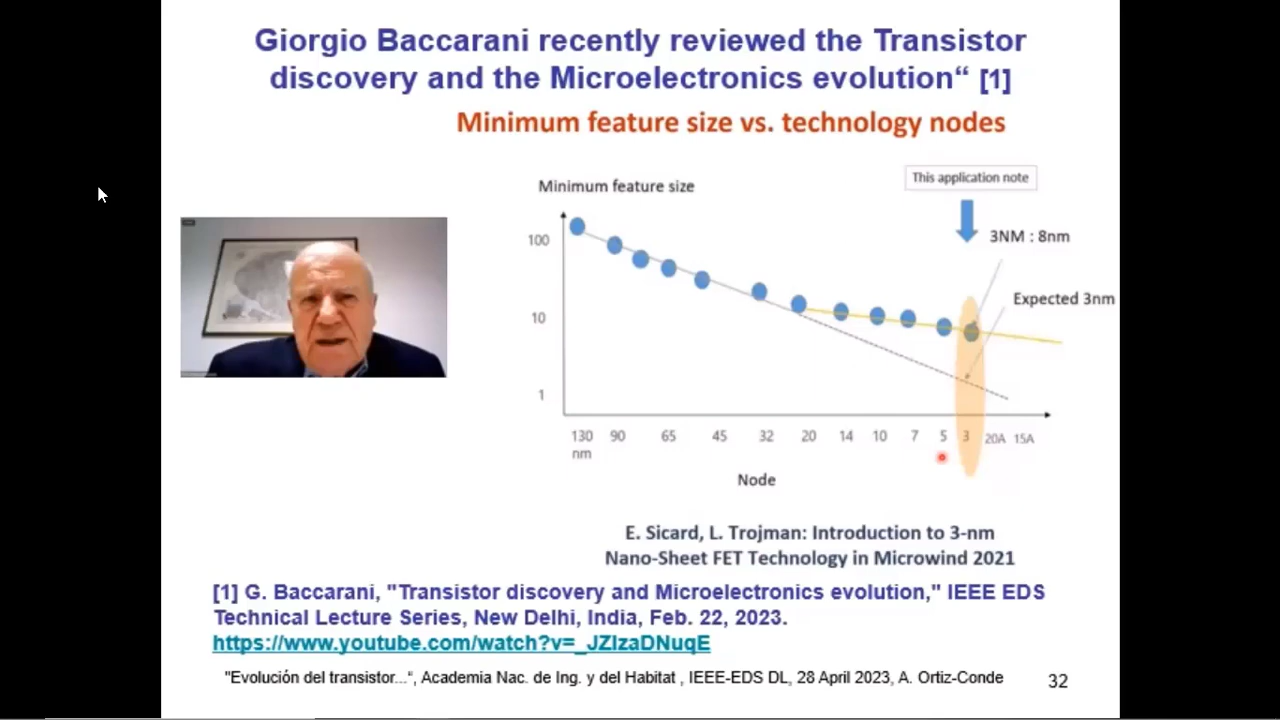 Giorgio Baccarani recently reviewed the Transistor
discovery and the Microelectronics evolution“ [1]
Minimum feature size vs. technology nodes
This application note
Minimum feature size
3NM : 8nm
100
Expected 3nm
10
1
130 90 65 45 32 20 14 10 7 5 3 20A 15A
nm
Node
E. Sicard, L. Trojman: Introduction to 3-nm
Nano-Sheet FET Technology in Microwind 2021
[1] G. Baccarani, "Transistor discovery and Microelectronics evolution," IEEE EDS
Technical Lecture Series, New Delhi, India, Feb. 22, 2023.
https://www.youtube.com/watch?v=_JZIzaDNuqE
"Evolución del transistor...“, Academia Nac. de Ing. y del Habitat , IEEE-EDS DL, 28 April 2023, A. Ortiz-Conde
32